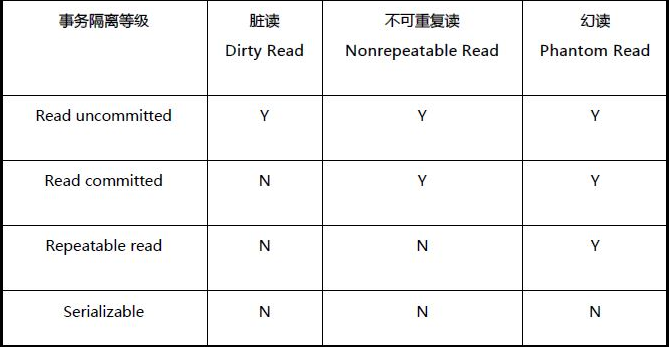 事务隔离等级
脏读
不可重复读
幻读
Dirty Read
Nonrepeatable Read
Phantom Read
Read uncommitted
Y
Y
Y
Read committed
N
Y
Y
Repeatable read
N
N
Y
Serializable
N
N
N